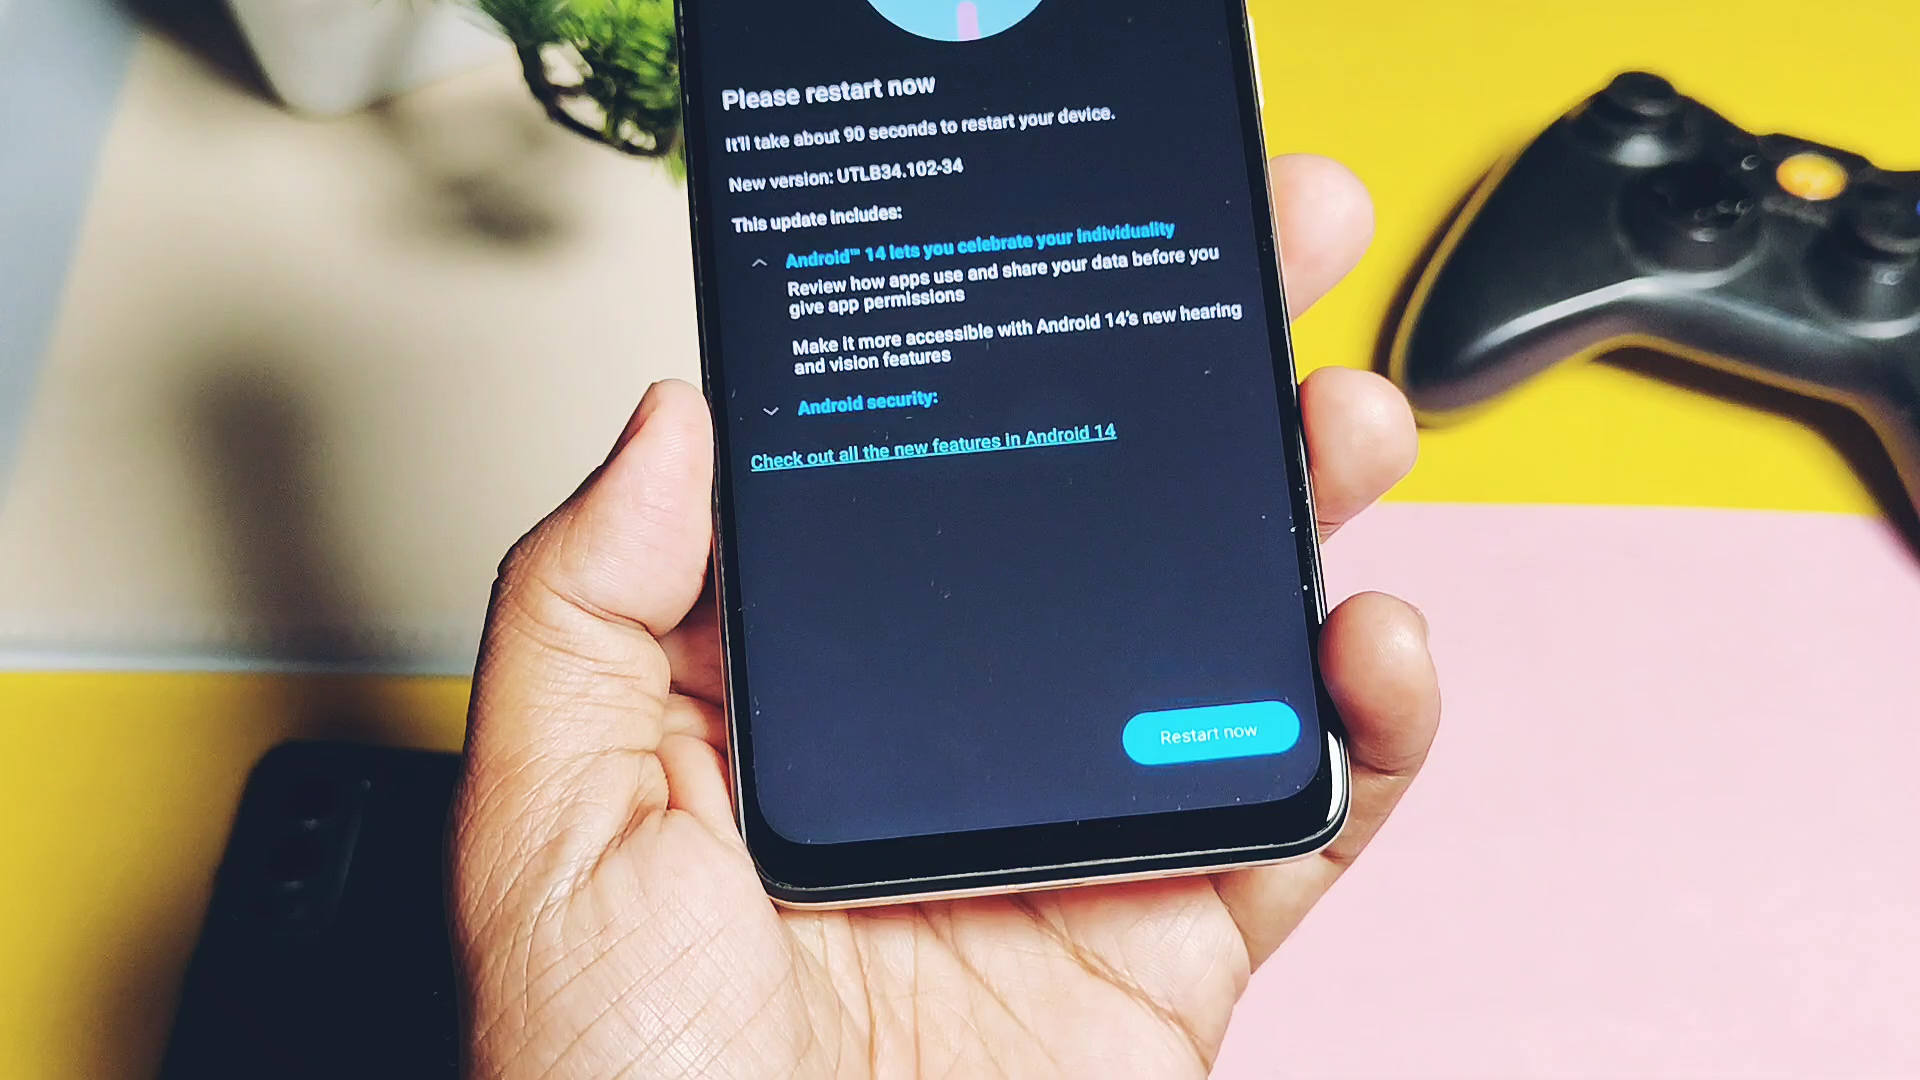 Please restart now
It'll take about 90 seconds to restart your device.
New version: UTLB34.102-34
This update includes:
Android™ 14 lets you celebrate your individuality
Review how apps use and share your data before you
give app permissions
Make it more accessible with Android 14's new hearing
and vision features
Android security:
Check out all the new features in Android 14
Restart now